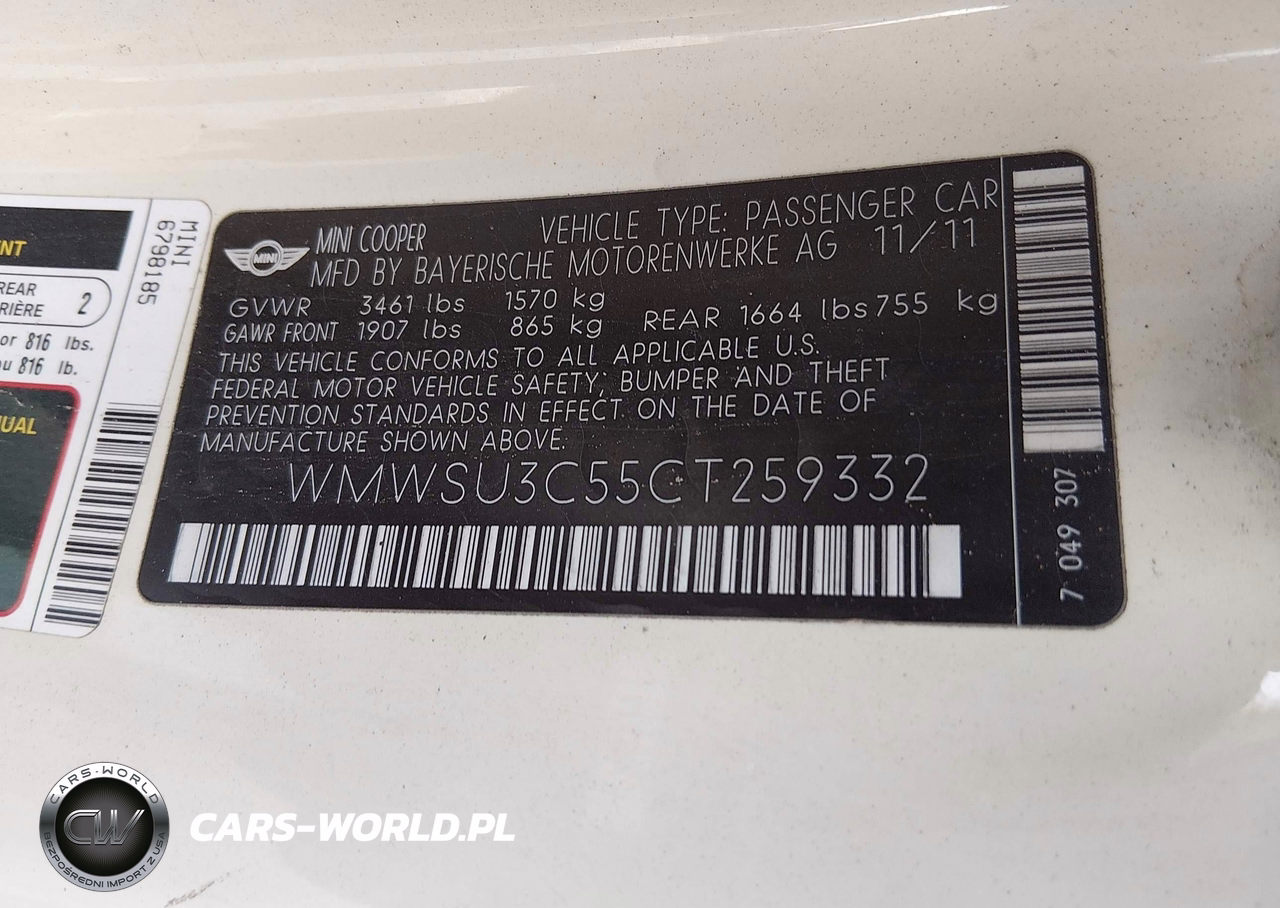 NT
REAR
RIÈRE 2
or 816 lbs.
u 816 lb.
UAL
MINI
6798185
MINI
MINI COOPER VEHICLE TYPE: PASSENGER CAR
MFD BY BAYERISCHE MOTORENWERKE AG 11/11
GVWR 3461 lbs 1570 kg
GAWR FRONT 1907 lbs 865 kg REAR 1664 lbs 755 kg
THIS VEHICLE CONFORMS TO ALL APPLICABLE U.S.
FEDERAL MOTOR VEHICLE SAFETY, BUMPER AND THEFT
PREVENTION STANDARDS IN EFFECT ON THE DATE OF
MANUFACTURE SHOWN ABOVE.
WMWSU3C55CT259332
7 049 307
CARS-WORLD
CW
BEZPOŚREDNI IMPORT Z USA
CARS-WORLD.PL